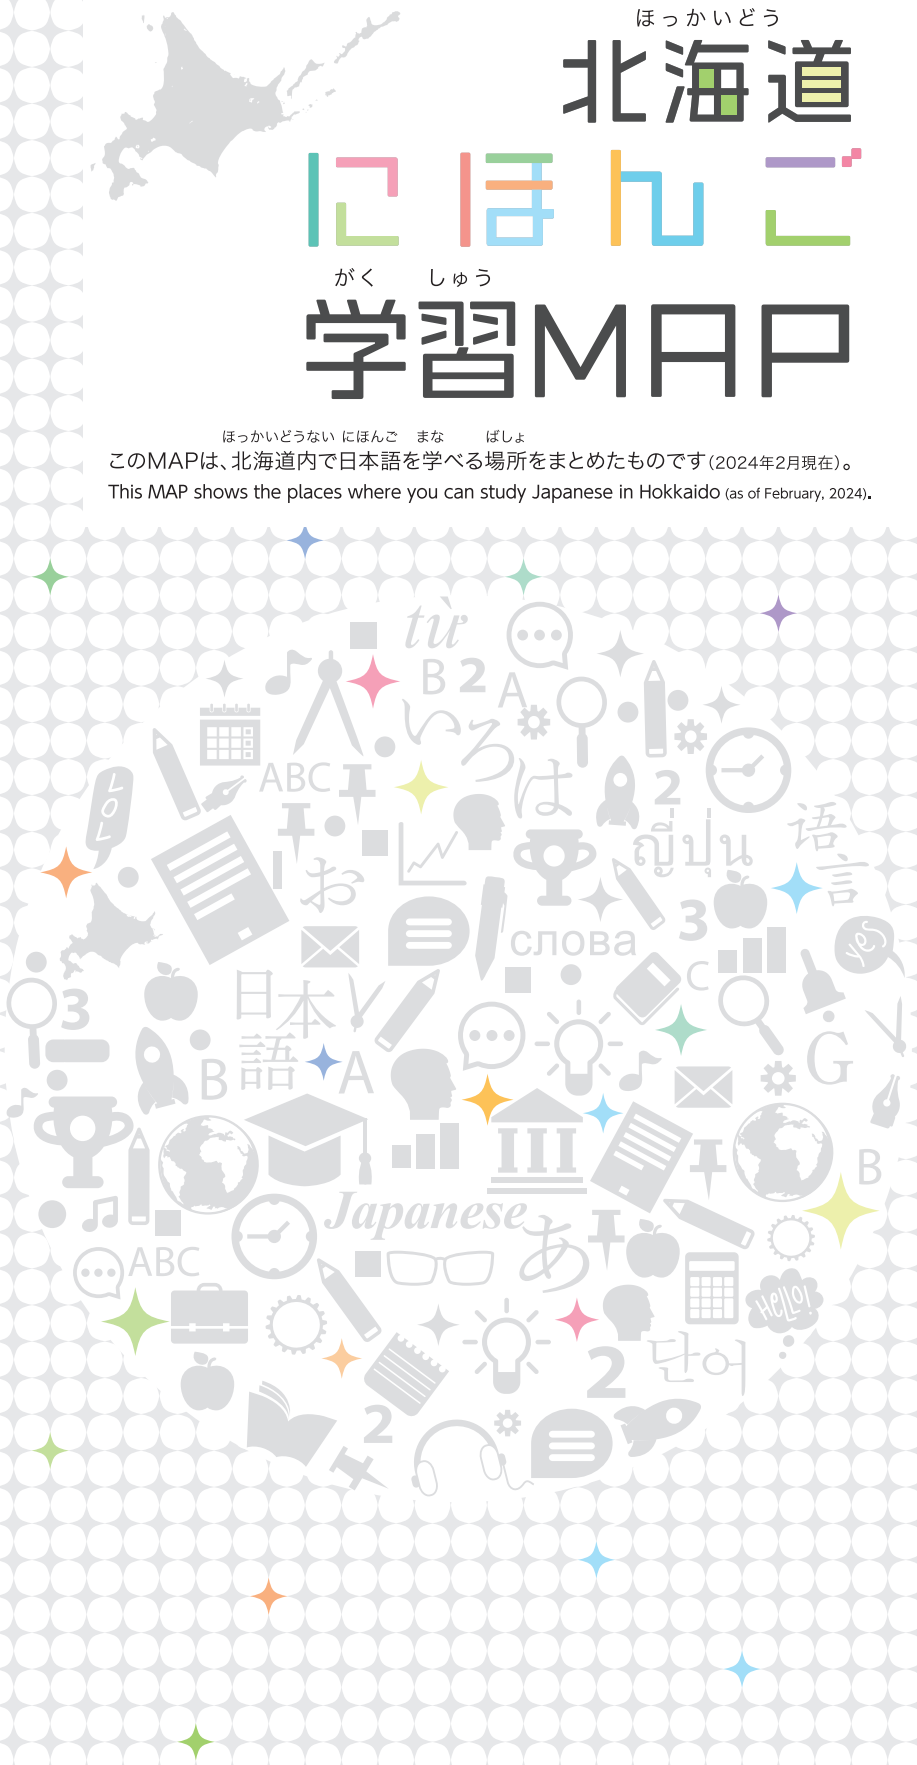 ほっかいどう
北海道
にほんご
がく しゅう
学習MAP
ほっかいどうない にほんご まな ばしょ
このMAPは、北海道内で日本語を学べる場所をまとめたものです(2024年2月現在)。
This MAP shows the places where you can study Japanese in Hokkaido (as of February, 2024).
từ
B 2
A
いろは
ABC
2
LOL
ญี่ปุ่น
语言
お
3
слова
yes
C
日本語
3
G
B
A
B
Japanese
あ
ABC
HELLO!
2
단어
2